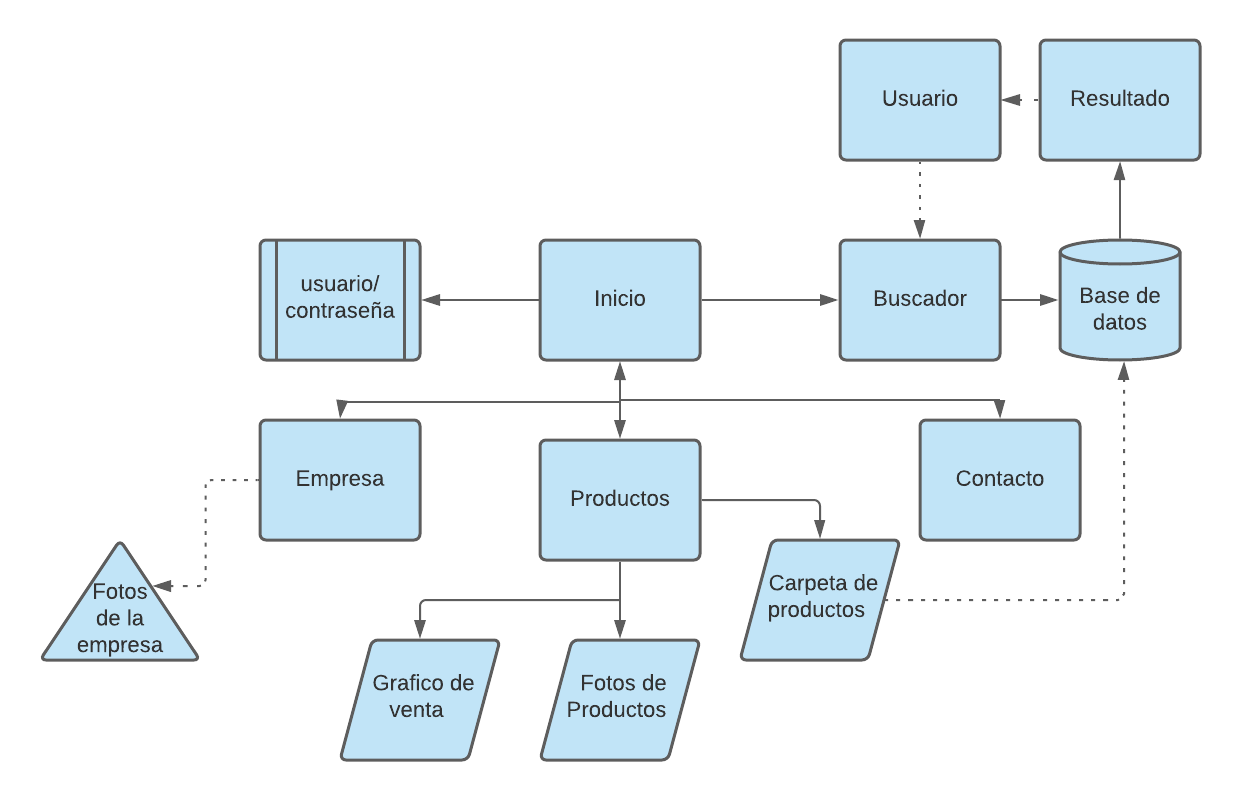 Usuario
Resultado
usuario/
contraseña
Inicio
Buscador
Base de
datos
Empresa
Productos
Contacto
Fotos
de la
empresa
Carpeta de
productos
Grafico de
venta
Fotos de
Productos